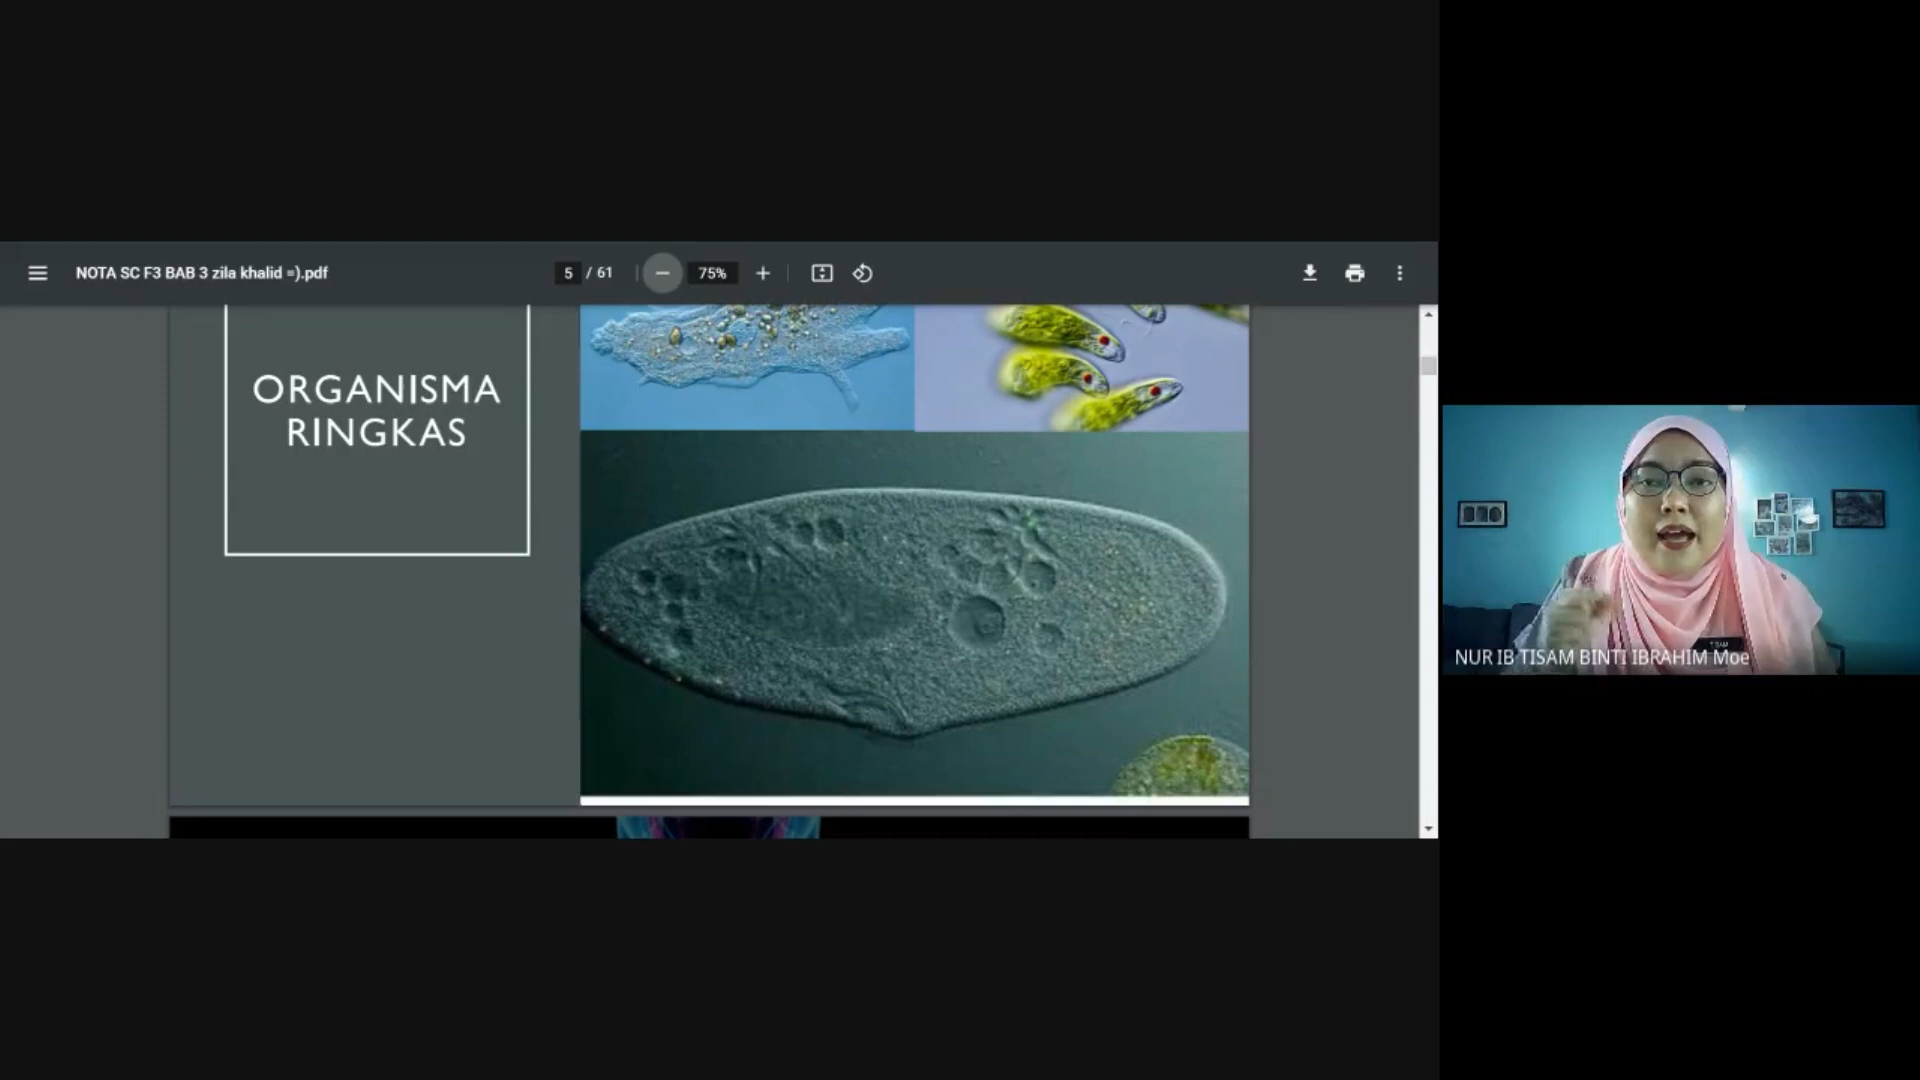 NOTA SC F3 BAB 3 zila khalid =).pdf
5 / 61
75%
ORGANISMA
RINGKAS
NUR IB TISAM BINTI IBRAHIM Moe